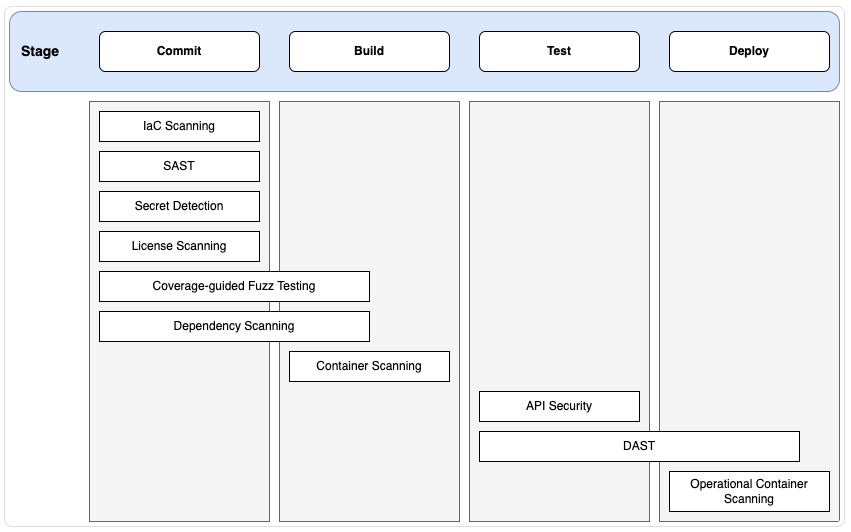 Stage
Commit
Build
Test
Deploy
IaC Scanning
SAST
Secret Detection
License Scanning
Coverage-guided Fuzz Testing
Dependency Scanning
Container Scanning
API Security
DAST
Operational Container
Scanning